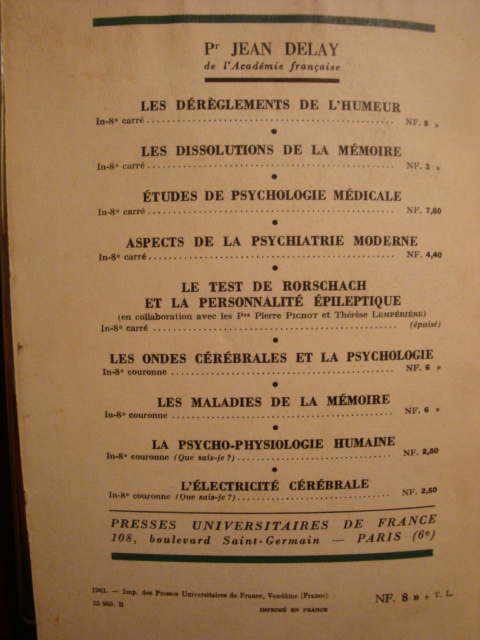 Pr JEAN DELAY
de l'Académie française
LES DÉRÈGLEMENTS DE L'HUMEUR
In-8° carré ........ NF. 8 »
LES DISSOLUTIONS DE LA MÉMOIRE
In-8° carré ........ NF. 3 »
ÉTUDES DE PSYCHOLOGIE MÉDICALE
In-8° carré ........ NF. 7,80
ASPECTS DE LA PSYCHIATRIE MODERNE
In-8° carré ........ NF. 4,40
LE TEST DE RORSCHACH
ET LA PERSONNALITÉ ÉPILEPTIQUE
(en collaboration avec les Prs Pierre PICHOT et Thérèse LEMPÉRIÈRE)
In-8° carré ........ (épuisé)
LES ONDES CÉRÉBRALES ET LA PSYCHOLOGIE
In-8° couronne ........ NF. 6 »
LES MALADIES DE LA MÉMOIRE
In-8° couronne ........ NF. 6 »
LA PSYCHO-PHYSIOLOGIE HUMAINE
In-8° couronne (Que sais-je ?) ........ NF. 2,50
L'ÉLECTRICITÉ CÉRÉBRALE
In-8° couronne (Que sais-je ?) ........ NF. 2,50
PRESSES UNIVERSITAIRES DE FRANCE
108, boulevard Saint-Germain — PARIS (6e)
1961. — Imp. des Presses Universitaires de France, Vendôme (France)
35 966. B IMPRIMÉ EN FRANCE NF. 8 B + T. L.